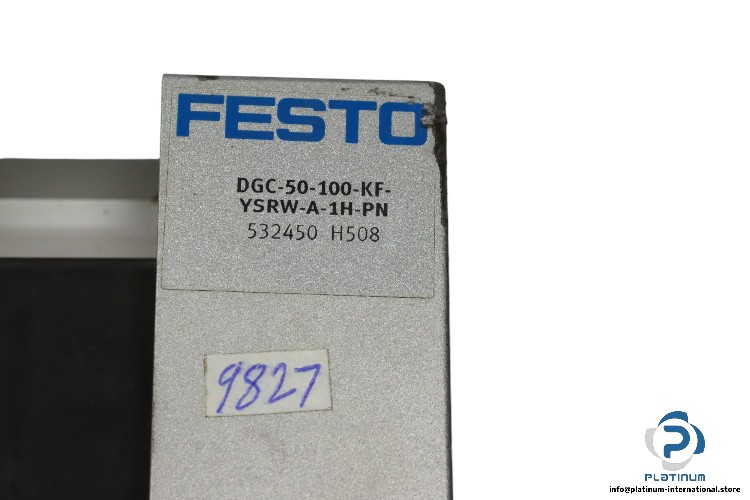 FESTO
DGC-50-100-KF-
YSRW-A-1H-PN
532450 H508
9827
PLATINUM
info@platinum-international.store